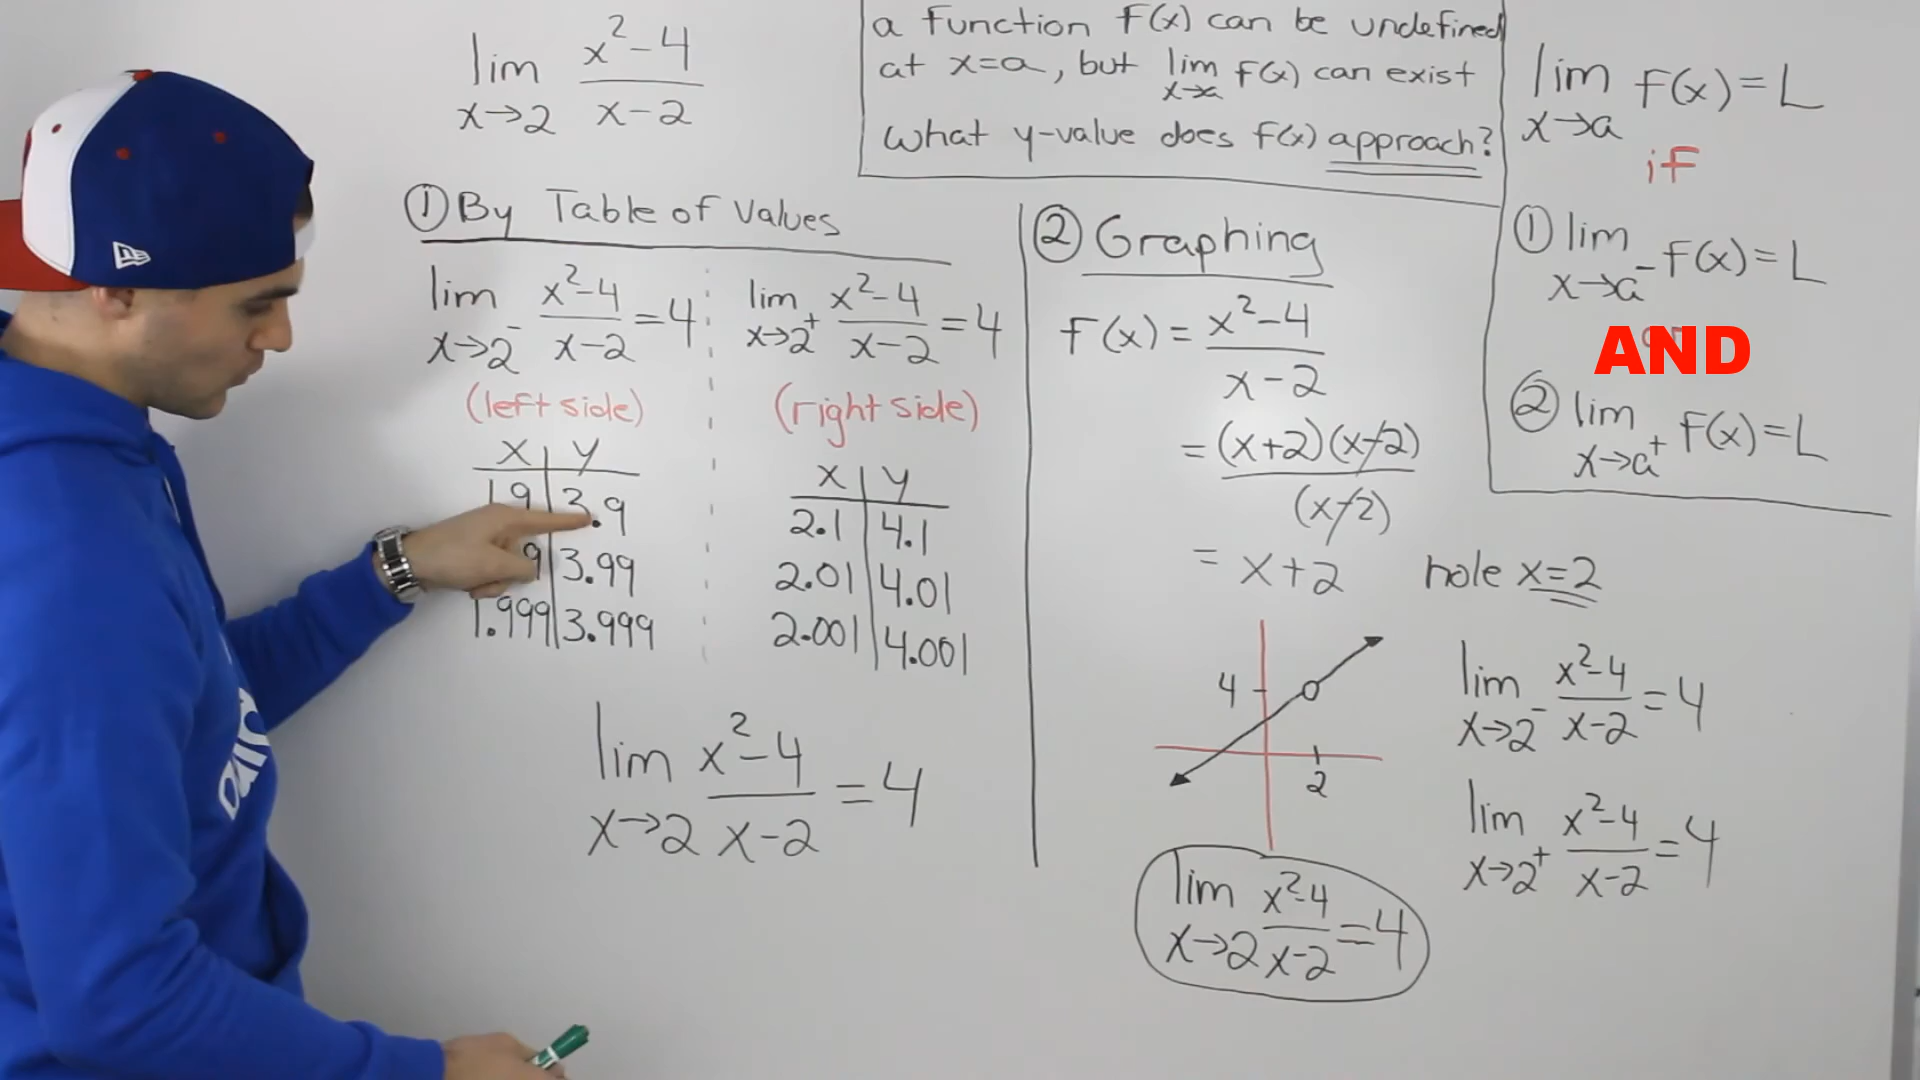 lim x→2 x²-4 / x-2
a function f(x) can be undefined
at x=a, but lim x→a f(x) can exist
What y-value does f(x) approach?
lim x→a f(x) = L
if
① lim x→a⁻ f(x) = L
AND
② lim x→a⁺ f(x) = L
① By Table of Values
lim x→2⁻ x²-4 / x-2 = 4
(left side)
x | y
1.9 | 3.9
9 | 3.99
1.999 | 3.999
lim x→2⁺ x²-4 / x-2 = 4
(right side)
x | y
2.1 | 4.1
2.01 | 4.01
2.001 | 4.001
lim x→2 x²-4 / x-2 = 4
② Graphing
f(x) = x²-4 / x-2
= (x+2)(x-2) / (x-2)
= x+2
hole x=2
4
2
lim x→2⁻ x²-4 / x-2 = 4
lim x→2⁺ x²-4 / x-2 = 4
lim x→2 x²-4 / x-2 = 4